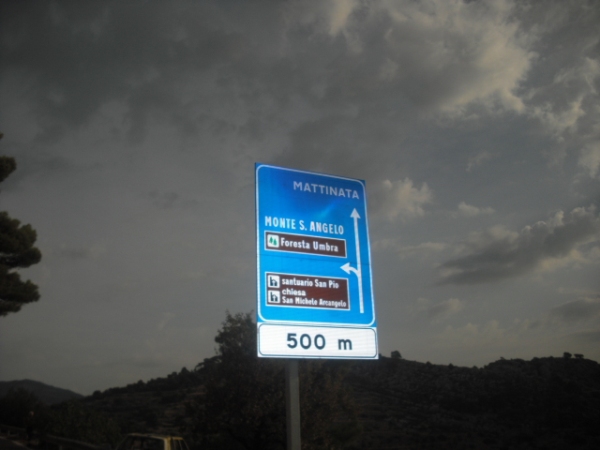 MATTINATA
MONTE S. ANGELO
Foresta Umbra
santuario San Pio
chiesa
San Michele Arcangelo
500 m